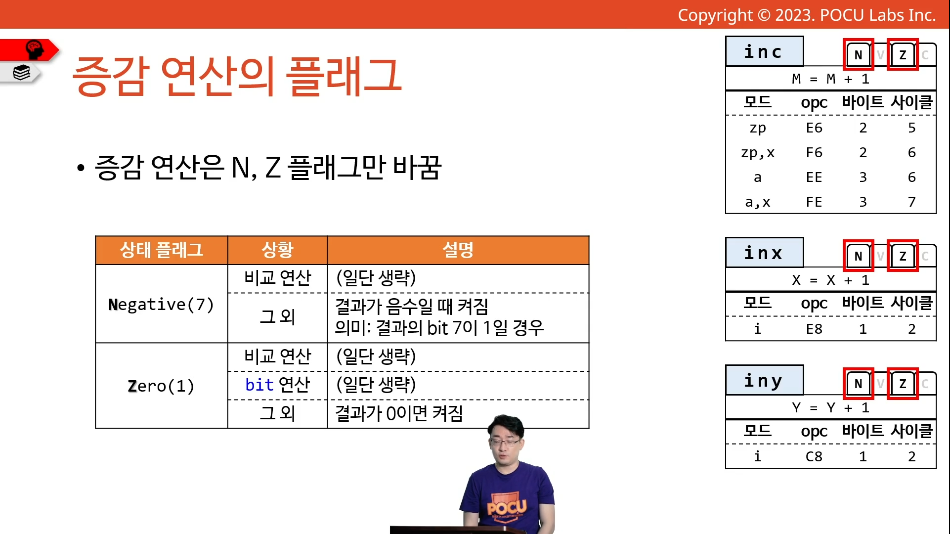 Copyright © 2023. POCU Labs Inc.
증감 연산의 플래그
• 증감 연산은 N, Z 플래그만 바꿈
상태 플래그 상황 설명
Negative(7)
비교 연산 (일단 생략)
그 외 결과가 음수일 때 켜짐
의미: 결과의 bit 7이 1일 경우
Zero(1)
비교 연산 (일단 생략)
bit 연산 (일단 생략)
그 외 결과가 0이면 켜짐
POCU
inc N V Z C
M = M + 1
모드 opc 바이트 사이클
zp E6 2 5
zp,x F6 2 6
a EE 3 6
a,x FE 3 7
inx N V Z C
X = X + 1
모드 opc 바이트 사이클
i E8 1 2
iny N V Z C
Y = Y + 1
모드 opc 바이트 사이클
i C8 1 2